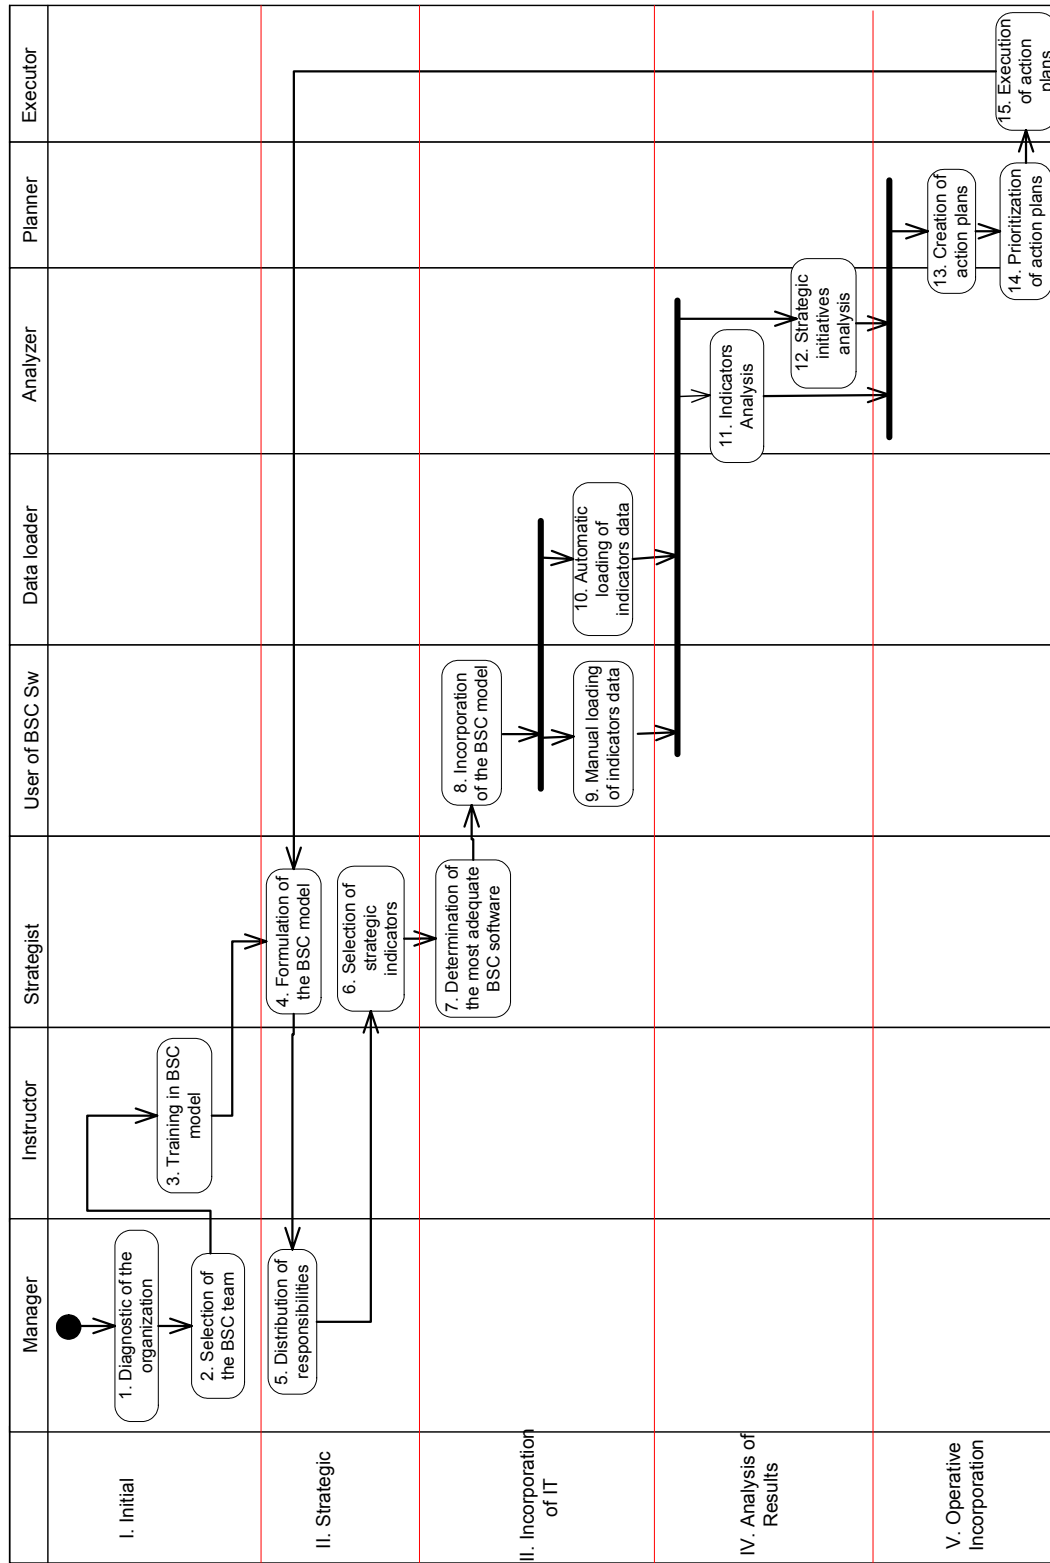 Manager
Instructor
Strategist
User of BSC Sw
Data loader
Analyzer
Planner
Executor
I. Initial
1. Diagnostic of the
organization
2. Selection of
the BSC team
3. Training in BSC
model
II. Strategic
4. Formulation of
the BSC model
5. Distribution of
responsibilities
6. Selection of
strategic
indicators
II. Incorporation
of IT
7. Determination of
the most adequate
BSC software
8. Incorporation
of the BSC model
9. Manual loading
of indicators data
10. Automatic
loading of
indicators data
IV. Analysis of
Results
11. Indicators
Analysis
12. Strategic
initiatives
analysis
V. Operative
Incorporation
13. Creation of
action plans
14. Prioritization
of action plans
15. Execution
of action
plans